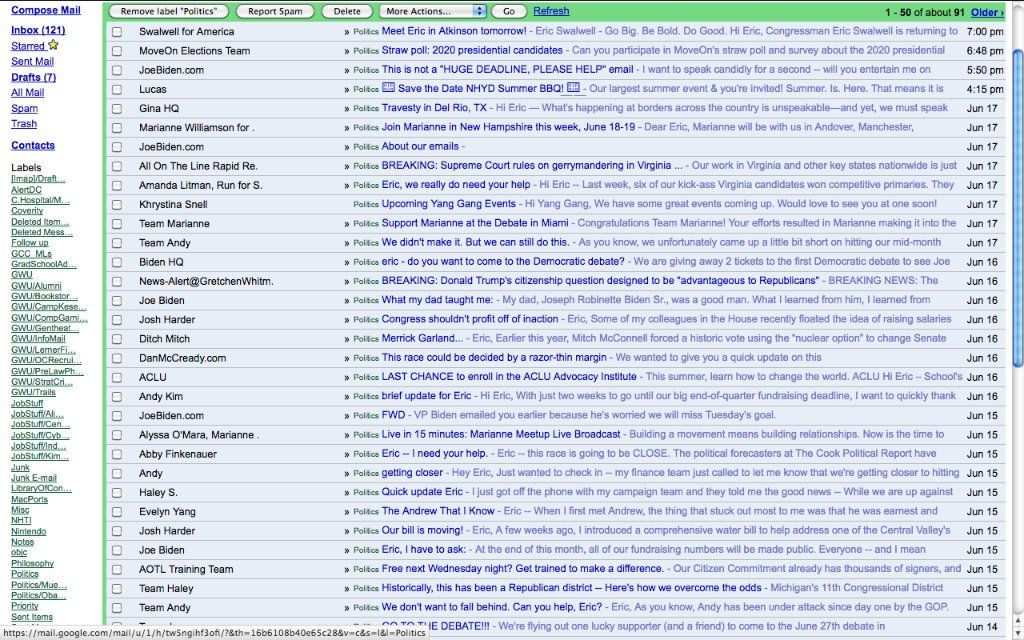 Compose Mail
Inbox (121)
Starred
Sent Mail
Drafts (7)
All Mail
Spam
Trash
Contacts
Labels
[Imap]/Draft...
AlertDC
C.Hospital/M...
Coverity
Deleted Item...
Deleted Mess...
Follow up
GCC_MLs
GradSchoolAd...
GWU
GWU/Alumni
GWU/Bookstor...
GWU/CampKese...
GWU/CompGami...
GWU/Gentheat...
GWU/InfoMail
GWU/LernerFi...
GWU/OCRecrui...
GWU/PreLawPh...
GWU/StratCri...
GWU/Trails
JobStuff
JobStuff/Ali...
JobStuff/Cen...
JobStuff/Cyb...
JobStuff/Ind...
JobStuff/Kim...
Junk
Junk E-mail
LibraryOfCon...
MacPorts
Misc
NHTI
Nintendo
Notes
objc
Philosophy
Politics
Politics/Mue...
Politics/Oba...
Priority
Sent Items
Remove label "Politics" Report Spam Delete More Actions... Go Refresh 1 - 50 of about 91 Older ›
Swalwell for America » Politics Meet Eric in Atkinson tomorrow! - Eric Swalwell - Go Big. Be Bold. Do Good. Hi Eric, Congressman Eric Swalwell is returning to 7:00 pm
MoveOn Elections Team » Politics Straw poll: 2020 presidential candidates - Can you participate in MoveOn's straw poll and survey about the 2020 presidential 6:48 pm
JoeBiden.com » Politics This is not a "HUGE DEADLINE, PLEASE HELP" email - I want to speak candidly for a second -- will you entertain me on 5:50 pm
Lucas » Politics Save the Date NHYD Summer BBQ! - Our largest summer event & you're invited! Summer. Is. Here. That means it is 4:15 pm
Gina HQ » Politics Travesty in Del Rio, TX - Hi Eric — What's happening at borders across the country is unspeakable—and yet, we must speak Jun 17
Marianne Williamson for . » Politics Join Marianne in New Hampshire this week, June 18-19 - Dear Eric, Marianne will be with us in Andover, Manchester, Jun 17
JoeBiden.com » Politics About our emails - Jun 17
All On The Line Rapid Re. » Politics BREAKING: Supreme Court rules on gerrymandering in Virginia ... - Our work in Virginia and other key states nationwide is just Jun 17
Amanda Litman, Run for S. » Politics Eric, we really do need your help - Hi Eric -- Last week, six of our kick-ass Virginia candidates won competitive primaries. They Jun 17
Khrystina Snell Politics Upcoming Yang Gang Events - Hi Yang Gang, We have some great events coming up. Would love to see you at one soon! Jun 17
Team Marianne » Politics Support Marianne at the Debate in Miami - Congratulations Team Marianne! Your efforts resulted in Marianne making it into the Jun 17
Team Andy » Politics We didn't make it. But we can still do this. - As you know, we unfortunately came up a little bit short on hitting our mid-month Jun 17
Biden HQ » Politics eric - do you want to come to the Democratic debate? - We are giving away 2 tickets to the first Democratic debate to see Joe Jun 16
News-Alert@GretchenWhitm. » Politics BREAKING: Donald Trump's citizenship question designed to be "advantageous to Republicans" - BREAKING NEWS: The Jun 16
Joe Biden » Politics What my dad taught me: - My dad, Joseph Robinette Biden Sr., was a good man. What I learned from him, I learned from Jun 16
Josh Harder » Politics Congress shouldn't profit off of inaction - Eric, Some of my colleagues in the House recently floated the idea of raising salaries Jun 16
Ditch Mitch » Politics Merrick Garland... - Eric, Earlier this year, Mitch McConnell forced a historic vote using the "nuclear option" to change Senate Jun 16
DanMcCready.com » Politics This race could be decided by a razor-thin margin - We wanted to give you a quick update on this Jun 16
ACLU » Politics LAST CHANCE to enroll in the ACLU Advocacy Institute - This summer, learn how to change the world. ACLU Hi Eric – School's Jun 16
Andy Kim » Politics brief update for Eric - Hi Eric, With just two weeks to go until our big end-of-quarter fundraising deadline, I want to quickly thank Jun 16
JoeBiden.com » Politics FWD - VP Biden emailed you earlier because he's worried we will miss Tuesday's goal. Jun 15
Alyssa O'Mara, Marianne . » Politics Live in 15 minutes: Marianne Meetup Live Broadcast - Building a movement means building relationships. Now is the time to Jun 15
Abby Finkenauer » Politics Eric -- I need your help. - Eric -- this race is going to be CLOSE. The political forecasters at The Cook Political Report have Jun 15
Andy » Politics getting closer - Hey Eric, Just wanted to check in -- my finance team just called to let me know that we're getting closer to hitting Jun 15
Haley S. » Politics Quick update Eric - I just got off the phone with my campaign team and they told me the good news -- While we are up against Jun 15
Evelyn Yang » Politics The Andrew That I Know - Eric -- When I first met Andrew, the thing that stuck out most to me was that he was earnest and Jun 15
Josh Harder » Politics Our bill is moving! - Eric, A few weeks ago, I introduced a comprehensive water bill to help address one of the Central Valley's Jun 15
Joe Biden » Politics Eric, I have to ask: - At the end of this month, all of our fundraising numbers will be made public. Everyone -- and I mean Jun 15
AOTL Training Team » Politics Free next Wednesday night? Get trained to make a difference. - Our Citizen Commitment already has thousands of signers, and Jun 15
Team Haley » Politics Historically, this has been a Republican district -- Here's how we overcome the odds - Michigan's 11th Congressional District Jun 15
Team Andy » Politics We don't want to fall behind. Can you help, Eric? - Eric, As you know, Andy has been under attack since day one by the GOP. Jun 15
GO TO THE DEBATE!!! - We're flying out one lucky supporter (and a friend) to come to the June 27th debate in Jun 14
https://mail.google.com/mail/u/1/h/tw5ngihf3ofi/?&th=16b6108b40e65c28&v=c&s=l&l=Politics